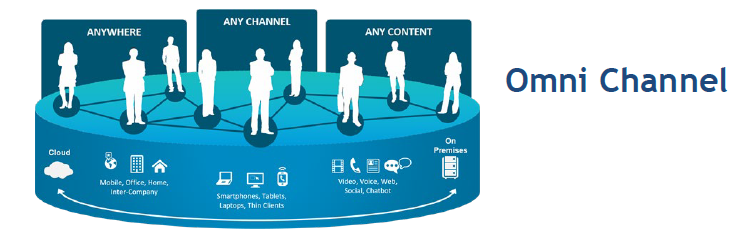 ANYWHERE
ANY CHANNEL
ANY CONTENT
Omni Channel
Cloud
Mobile, Office, Home,
Inter-Company
Smartphones, Tablets,
Laptops, Thin Clients
Video, Voice, Web,
Social, Chatbot
On
Premises